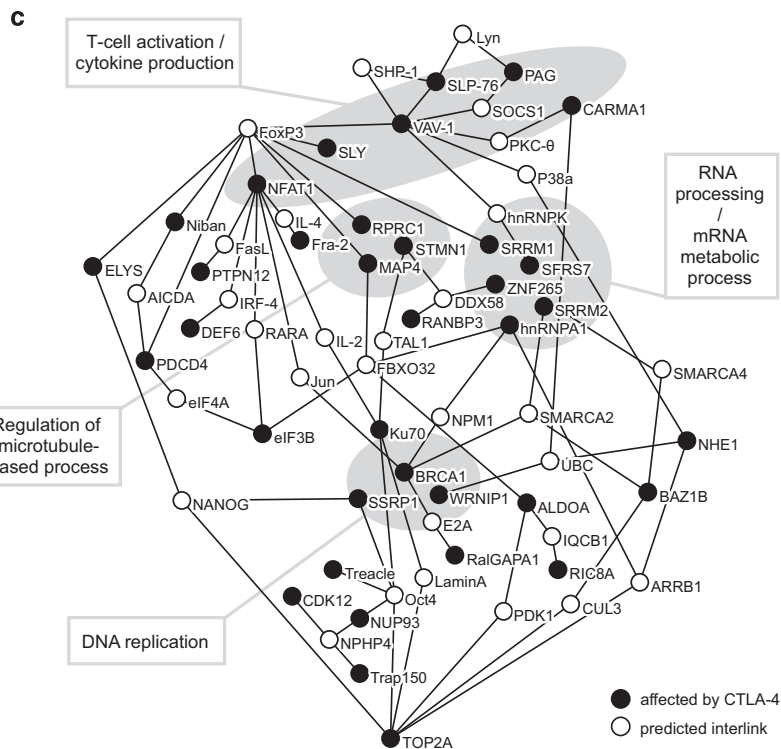 c
T-cell activation /
cytokine production
Lyn
SHP-1
SLP-76
PAG
SOCS1
CARMA1
VAV-1
FoxP3
PKC-θ
SLY
P38a
RNA
processing
/
mRNA
metabolic
process
NFAT1
hnRNPK
Niban
IL-4
RPRC1
FasL
Fra-2
STMN1
SRRM1
ELYS
PTPN12
MAP4
SFRS7
AICDA
IRF-4
DDX58
ZNF265
SRRM2
DEF6
RARA
IL-2
RANBP3
hnRNPA1
TAL1
PDCD4
FBXO32
SMARCA4
Jun
Regulation of
microtubule-
ased process
eIF4A
eIF3B
Ku70
NPM1
SMARCA2
NHE1
UBC
BRCA1
NANOG
SSRP1
WRNIP1
ALDOA
BAZ1B
E2A
IQCB1
RalGAPA1
RIC8A
Treacle
LaminA
ARRB1
CDK12
Oct4
PDK1
CUL3
NUP93
DNA replication
NPHP4
Trap150
TOP2A
affected by CTLA-4
predicted interlink